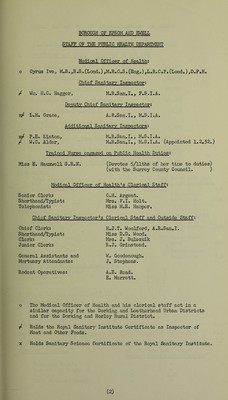 BOROUGH OF EPSOM AND EWELL
STAFF OF THE PUBLIC HEALTH DEPARTMENT
Medical Officer of Health:
o Cyrus Ive, M.B.,B.S.(Lond.),M.R.C.S.(Eng.),L.R.C.P.(Lond.),D.P.H.
Chief Sanitary Inspector:
Wm. S.G. Hagger, M.R.San.I., F.S.I.A.
Deputy Chief Sanitary Inspector:
L.H. Grace, A.R.San.I., M.S.I.A.
Additional Sanitary Inspectors:
F.E. Kinton, M.R.San.I., M.S.I.A.
W.C. Alder, M.R.San.I., M.S.I.A. (Appointed 1.2.52.)
Trained Nurse engaged on Public Health Duties:
Miss E. S.R.N. (Devotes 5/11ths of her time to duties)
(with the Surrey County Council. )
Medical Officer of Health's Clerical Staff:
Senior Clerk: C.H. Argent.
Shorthand/Typist: Mrs. P.I. Holt.
Telephonist: Miss M.E. Hooper.
Chief Sanitary Inspector's Clerical Staff and Outside Staff:
Chief Clerk: R.J.T. Woolford, A.R.San.I.
Shorthand/Typist: Miss D.D. Wood.
Clerk: Mrs. J.
Junior Clerk: R.J. Grinstead.
General Assistants and W. Goodenough.
Mortuary Attendants: J. Stephens.
Rodent Operatives: A.E. Road.
E. Merrett.
o The Medical Officer of Health and his clerical staff act in a
similar capacity for the Dorking and Leatherhead Urban Districts
and for the Dorking and Horley Rural District.
Holds the Royal Sanitary Institute Certificate as Inspector of
Meat and Other Foods.
x Holds Sanitary Science Certificate of the Royal Sanitary Institute.
(2)